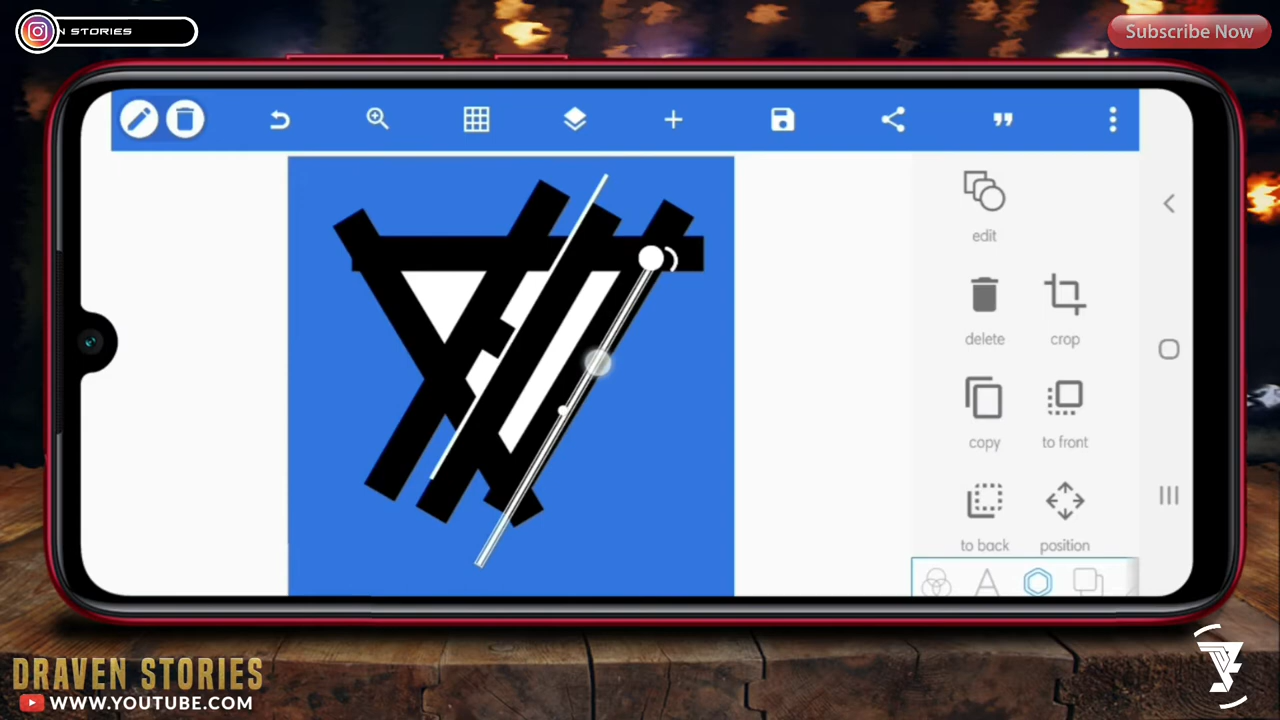 N STORIES
Subscribe Now
edit
delete
crop
copy
to front
to back
position
DRAVEN STORIES
WWW.YOUTUBE.COM